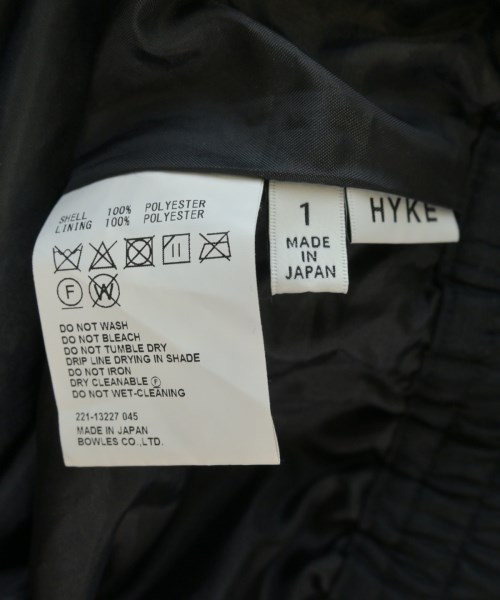 SHELL 100% POLYESTER
LINING 100% POLYESTER
F W
DO NOT WASH
DO NOT BLEACH
DO NOT TUMBLE DRY
DRIP LINE DRYING IN SHADE
DO NOT IRON
DRY CLEANABLE Ⓕ
DO NOT WET-CLEANING
221-13227 045
MADE IN JAPAN
BOWLES CO.,LTD.
1
MADE
IN
JAPAN
HYKE